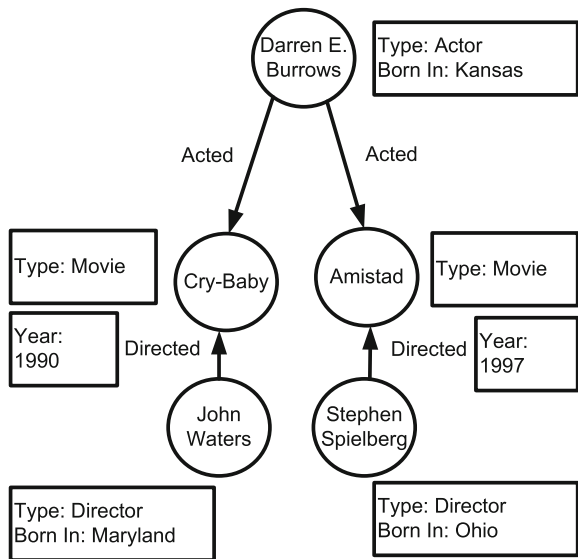 Darren E.
Burrows
Type: Actor
Born In: Kansas
Acted
Acted
Type: Movie
Cry-Baby
Amistad
Type: Movie
Year:
1990
Directed
Directed
Year:
1997
John
Waters
Stephen
Spielberg
Type: Director
Born In: Maryland
Type: Director
Born In: Ohio